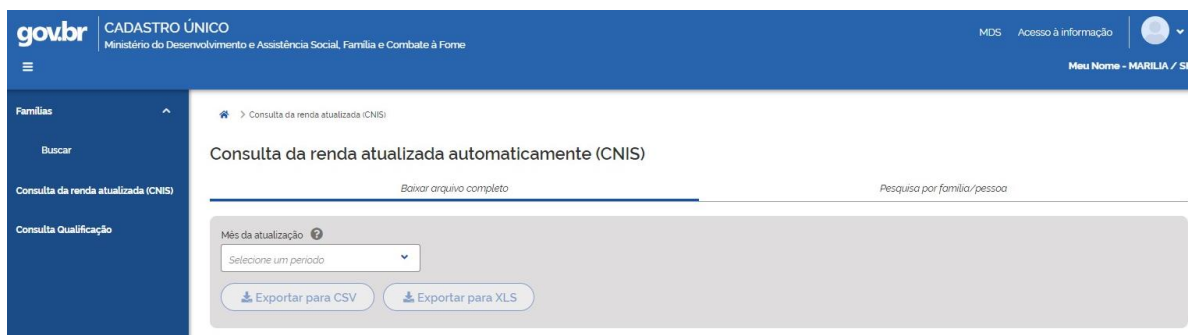 gov.br
CADASTRO ÚNICO
Ministério do Desenvolvimento e Assistência Social, Família e Combate à Fome
MDS Acesso à informação
Meu Nome - MARILIA / SI
Famílias
Buscar
Consulta da renda atualizada (CNIS)
Consulta Qualificação
> Consulta da renda atualizada (CNIS)
Consulta da renda atualizada automaticamente (CNIS)
Baixar arquivo completo
Pesquisa por família/pessoa
Mês da atualização ?
Selecione um período
Exportar para CSV
Exportar para XLS